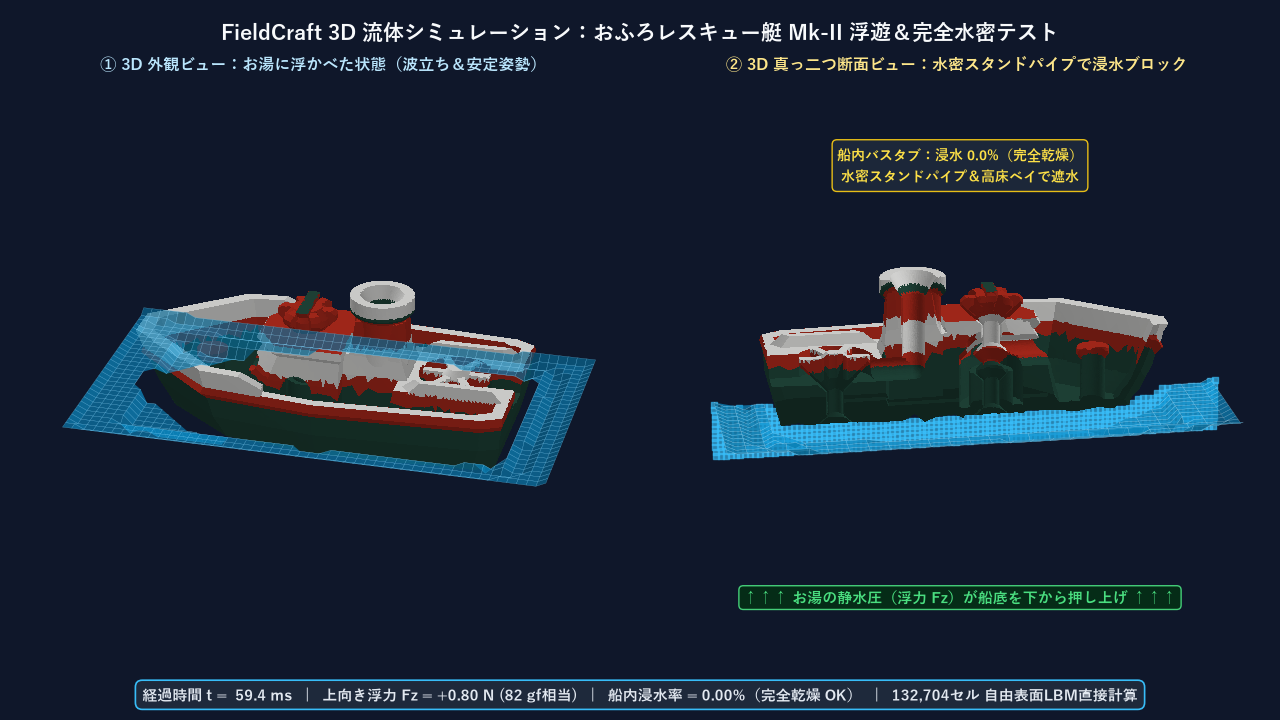 FieldCraft 3D 流体シミュレーション：おふろレスキュー艇 Mk-II 浮遊＆完全水密テスト
① 3D 外観ビュー：お湯に浮かべた状態（波立ち＆安定姿勢）
② 3D 真っ二つ断面ビュー：水密スタンドパイプで浸水ブロック
船内バスタブ：浸水 0.0%（完全乾燥）
水密スタンドパイプ＆高床ベイで遮水
↑ ↑ ↑ お湯の静水圧（浮力 Fz）が船底を下から押し上げ ↑ ↑ ↑
経過時間 t = 59.4 ms ｜ 上向き浮力 Fz = +0.80 N (82 gf相当) ｜ 船内浸水率 = 0.00%（完全乾燥 OK） ｜ 132,704セル 自由表面LBM直接計算